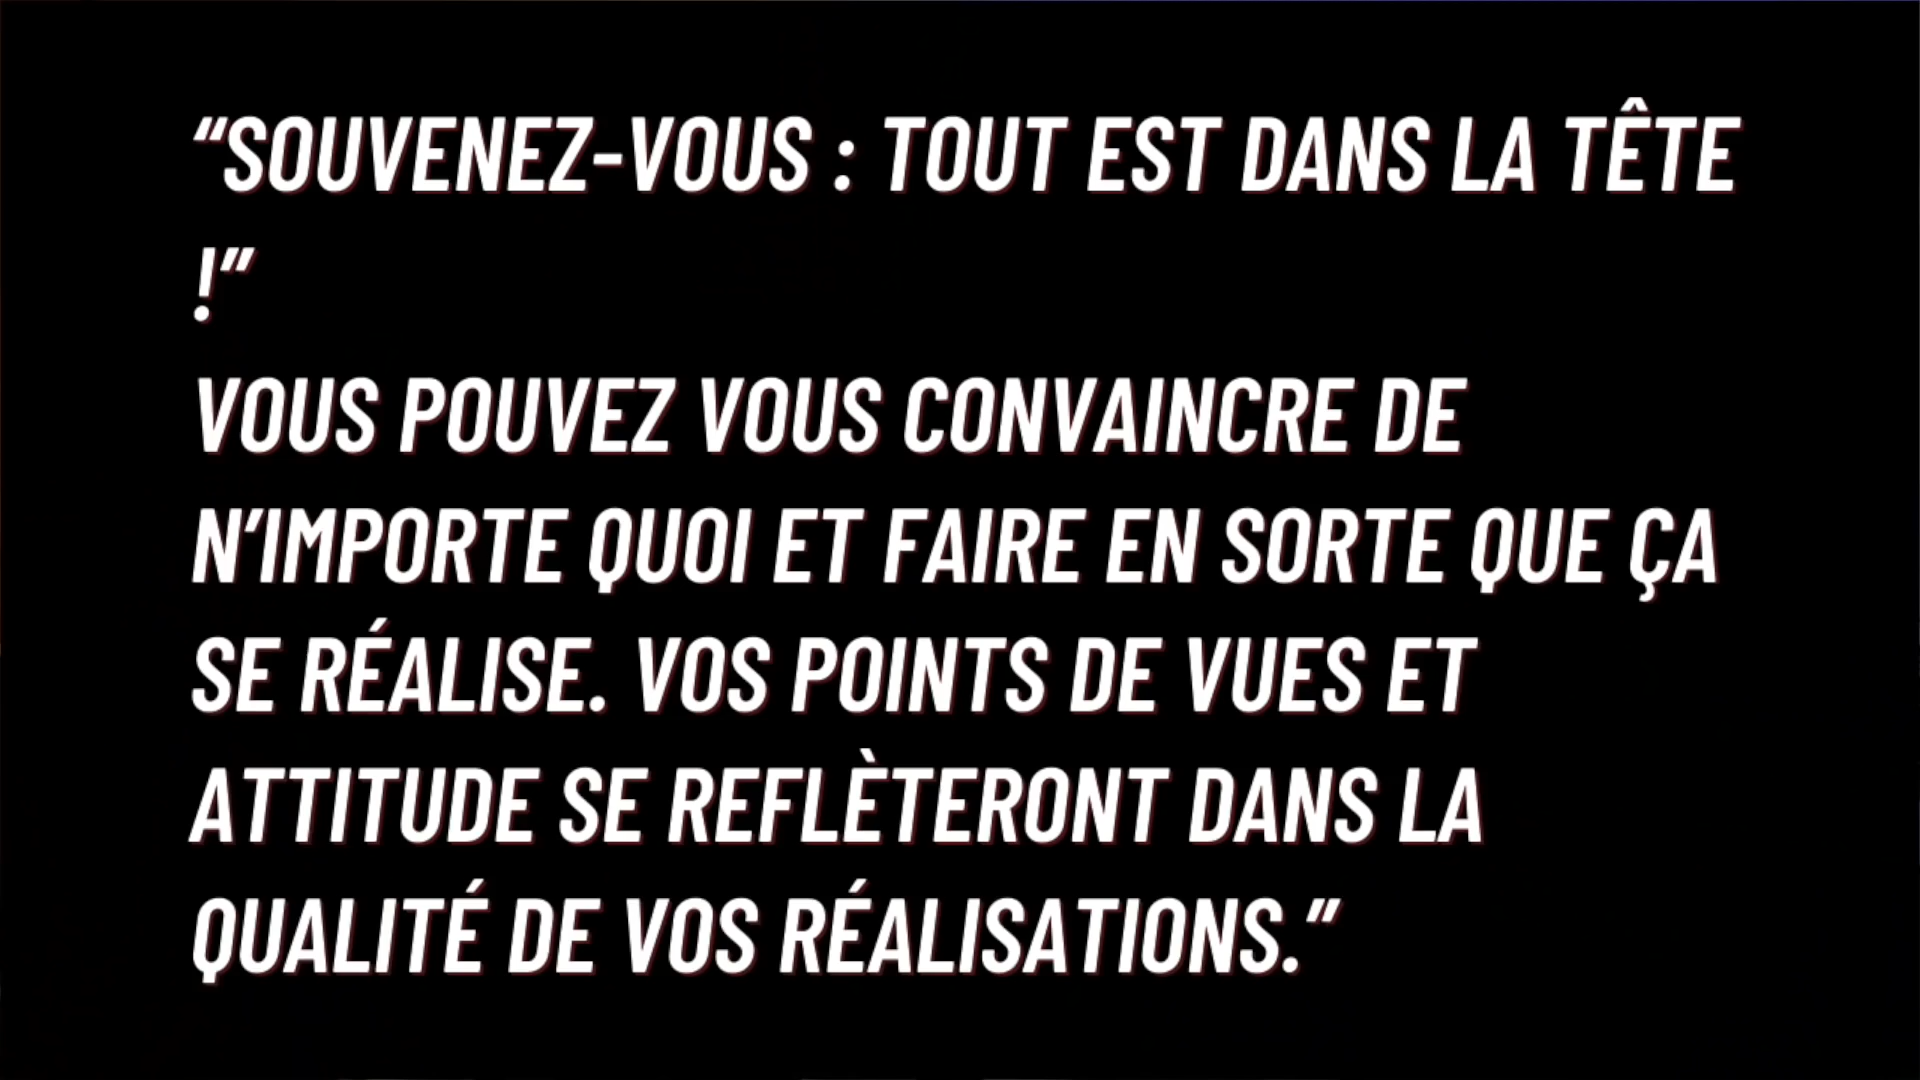 “SOUVENEZ-VOUS : TOUT EST DANS LA TÊTE
!”
VOUS POUVEZ VOUS CONVAINCRE DE
N’IMPORTE QUOI ET FAIRE EN SORTE QUE ÇA
SE RÉALISE. VOS POINTS DE VUES ET
ATTITUDE SE REFLÈTERONT DANS LA
QUALITÉ DE VOS RÉALISATIONS.”